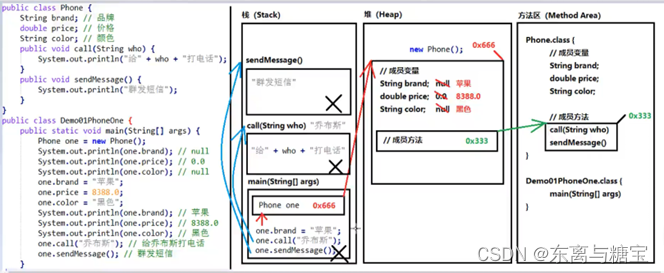 public class Phone {
String brand; // 品牌
double price; // 价格
String color; // 颜色
public void call(String who) {
System.out.println("给" + who + "打电话");
}
public void sendMessage() {
System.out.println("群发短信");
}
}
public class Demo01PhoneOne {
public static void main(String[] args) {
Phone one = new Phone();
System.out.println(one.brand); // null
System.out.println(one.price); // 0.0
System.out.println(one.color); // null
one.brand = "苹果";
one.price = 8388.0;
one.color = "黑色";
System.out.println(one.brand); // 苹果
System.out.println(one.price); // 8388.0
System.out.println(one.color); // 黑色
one.call("乔布斯"); // 给乔布斯打电话
one.sendMessage(); // 群发短信
栈 (Stack)
sendMessage()
"群发短信"
call(String who) "乔布斯"
"给" + who + "打电话"
main(String[] args)
Phone one 0x666
one.brand = "苹果";
one.call("乔布斯");
one.sendMessage();
堆 (Heap)
new Phone(); 0x666
// 成员变量
String brand; null 苹果
double price; 0.0 8388.0
String color; null 黑色
// 成员方法 0x333
方法区 (Method Area)
Phone.class {
// 成员变量
String brand;
double price;
String color;
// 成员方法 0x333
call(String who)
sendMessage()
}
Demo01PhoneOne.class {
main(String[] args)
}
CSDN @东离与糖宝